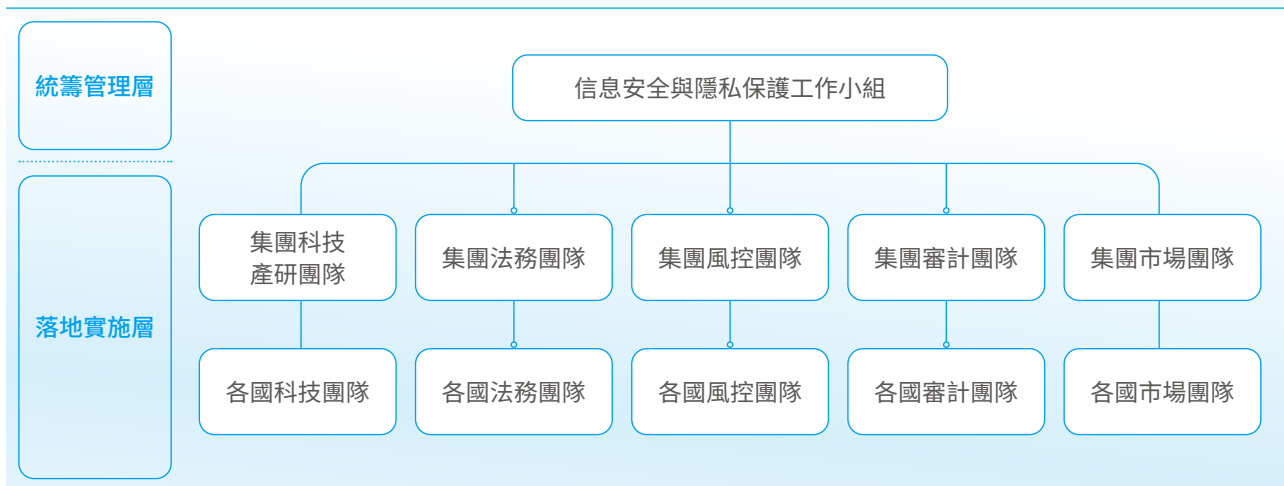 統籌管理層
信息安全與隱私保護工作小組
落地實施層
集團科技
產研團隊
集團法務團隊
集團風控團隊
集團審計團隊
集團市場團隊
各國科技團隊
各國法務團隊
各國風控團隊
各國審計團隊
各國市場團隊